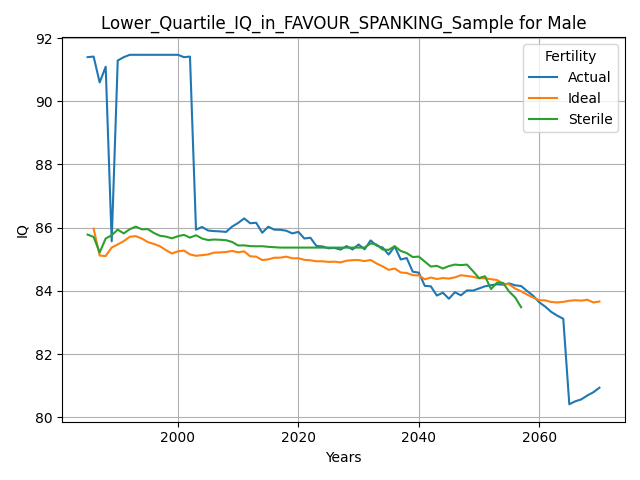 Lower_Quartile_IQ_in_FAVOUR_SPANKING_Sample for Male
Fertility
Actual
Ideal
Sterile
IQ
92
90
88
86
84
82
80
2000
2020
2040
2060
Years